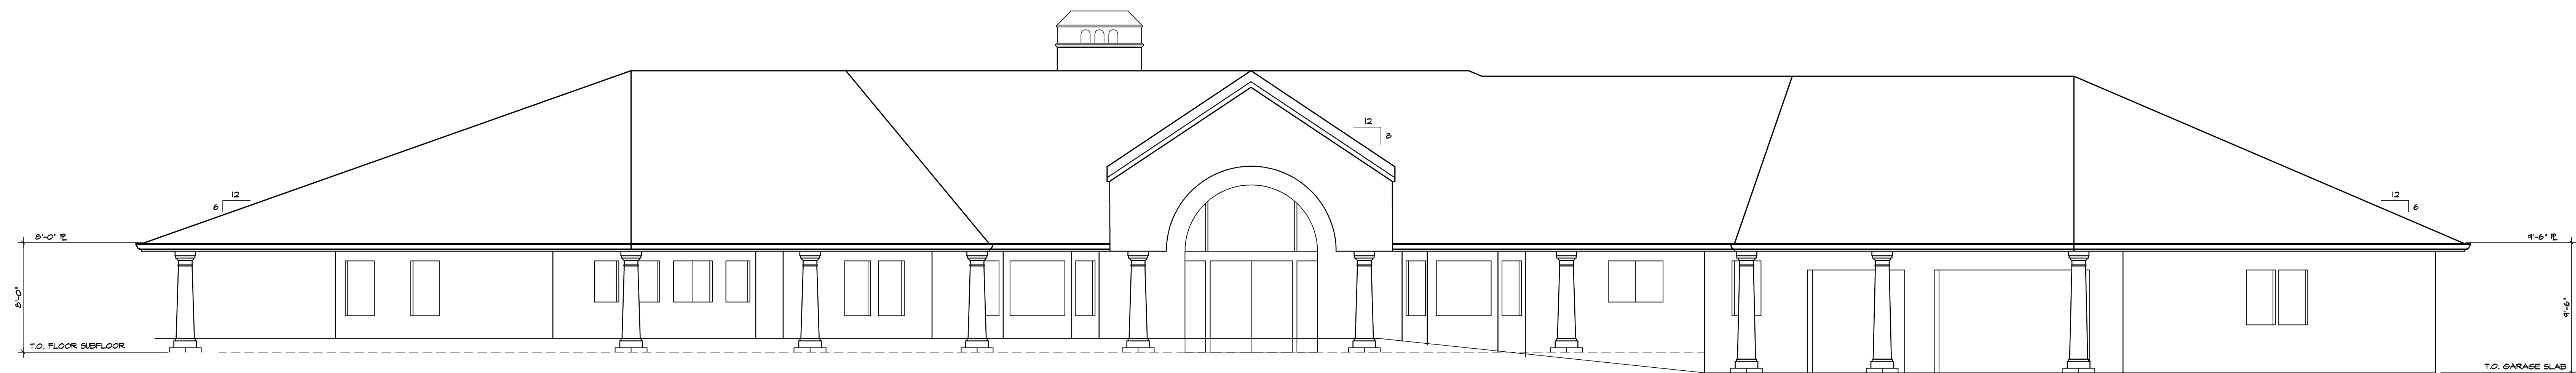 12
8
12
6
12
6
8'-0" PL
9'-6" PL
8'-0"
9'-6"
T.O. FLOOR SUBFLOOR
T.O. GARAGE SLAB